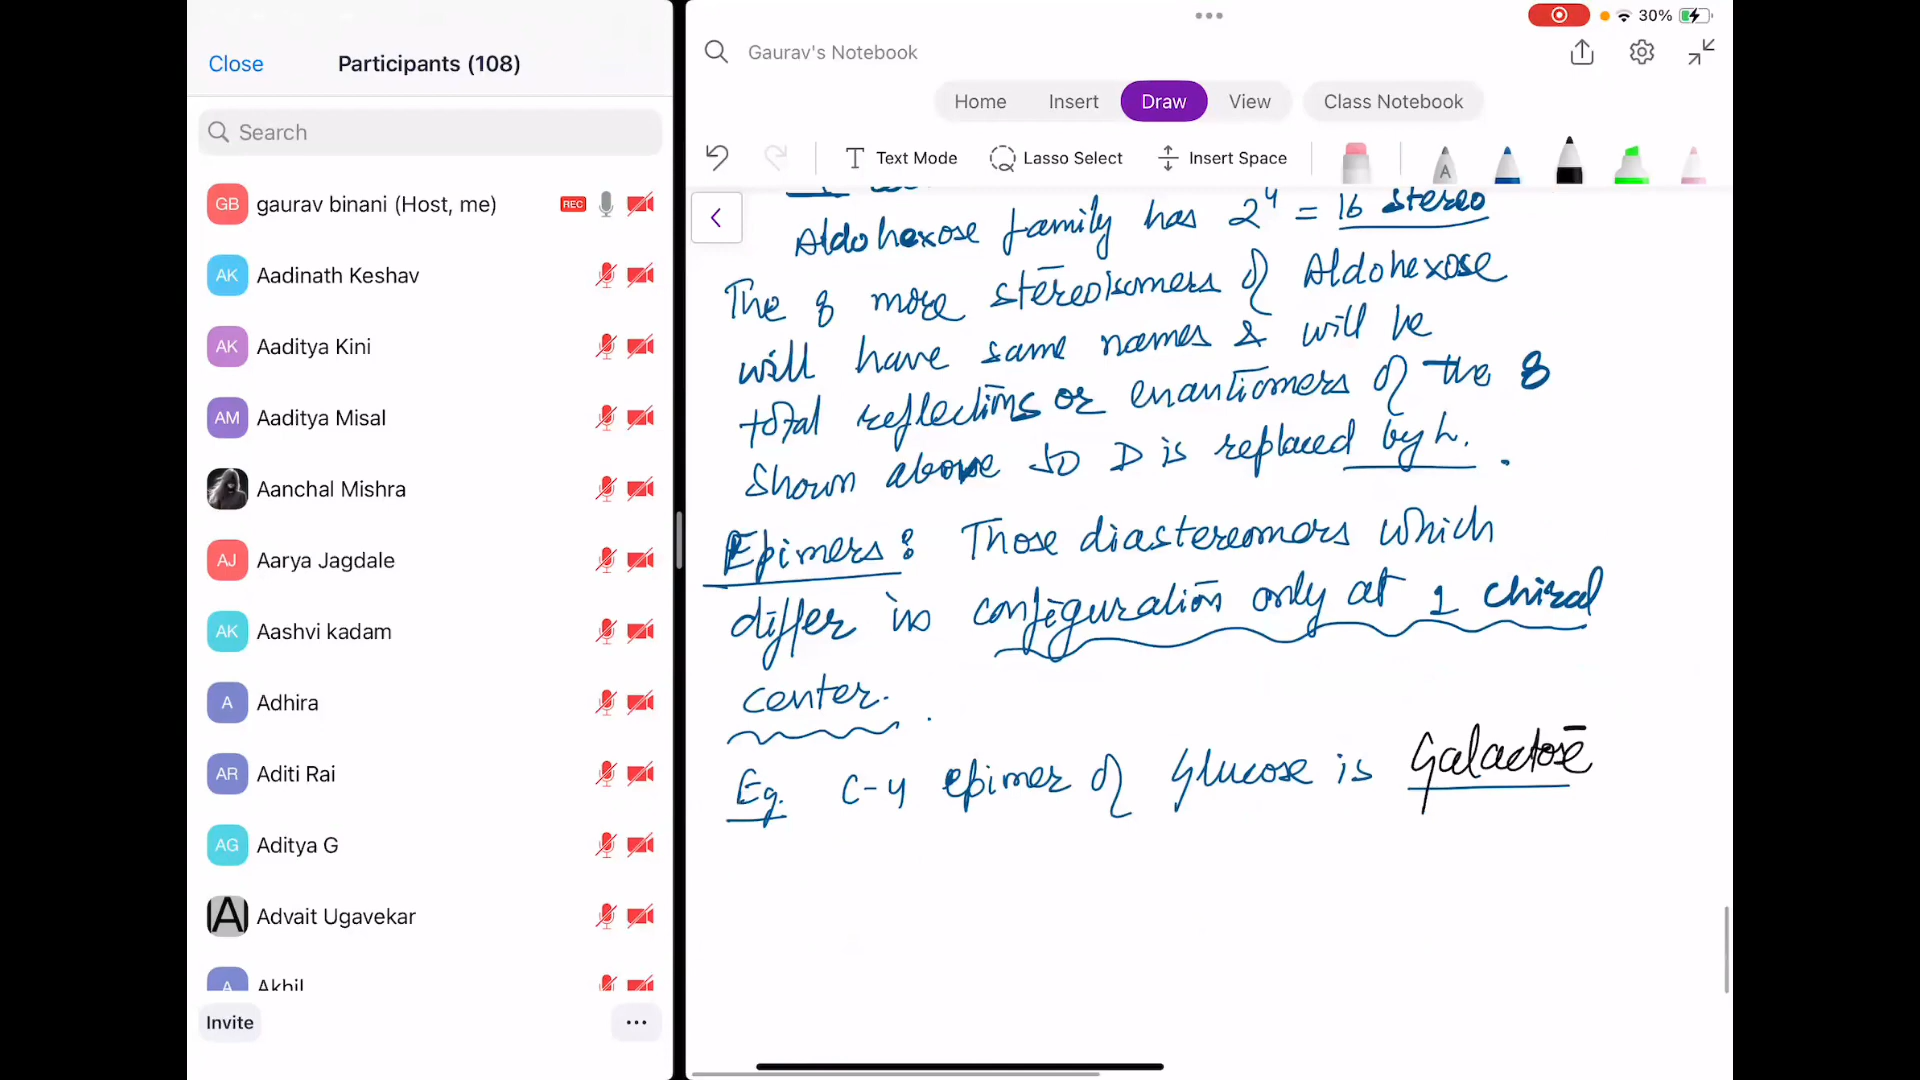 30%
Close
Participants (108)
Search
GB gaurav binani (Host, me) REC
AK Aadinath Keshav
AK Aaditya Kini
AM Aaditya Misal
Aanchal Mishra
AJ Aarya Jagdale
AK Aashvi kadam
A Adhira
AR Aditi Rai
AG Aditya G
A Advait Ugavekar
A Akhil
Invite
Gaurav's Notebook
Home Insert Draw View Class Notebook
Text Mode Lasso Select Insert Space A
Aldohexose family has 2⁴ = 16 stereo
The 8 more stereoisomers of Aldohexose
will have same names & will be
total reflections or enantiomers of the 8
shown above so D is replaced by L.
Epimers: Those diastereomers which
differ in configuration only at 1 chiral
center.
Eg. C-4 epimer of Glucose is Galactose